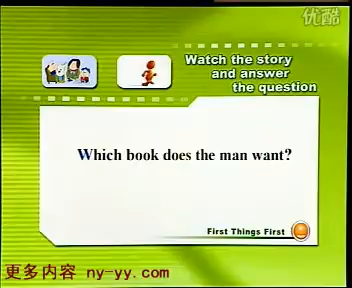 优酷
Watch the story
and answer
the question
Which book does the man want?
First Things First
更多内容 ny-yy.com